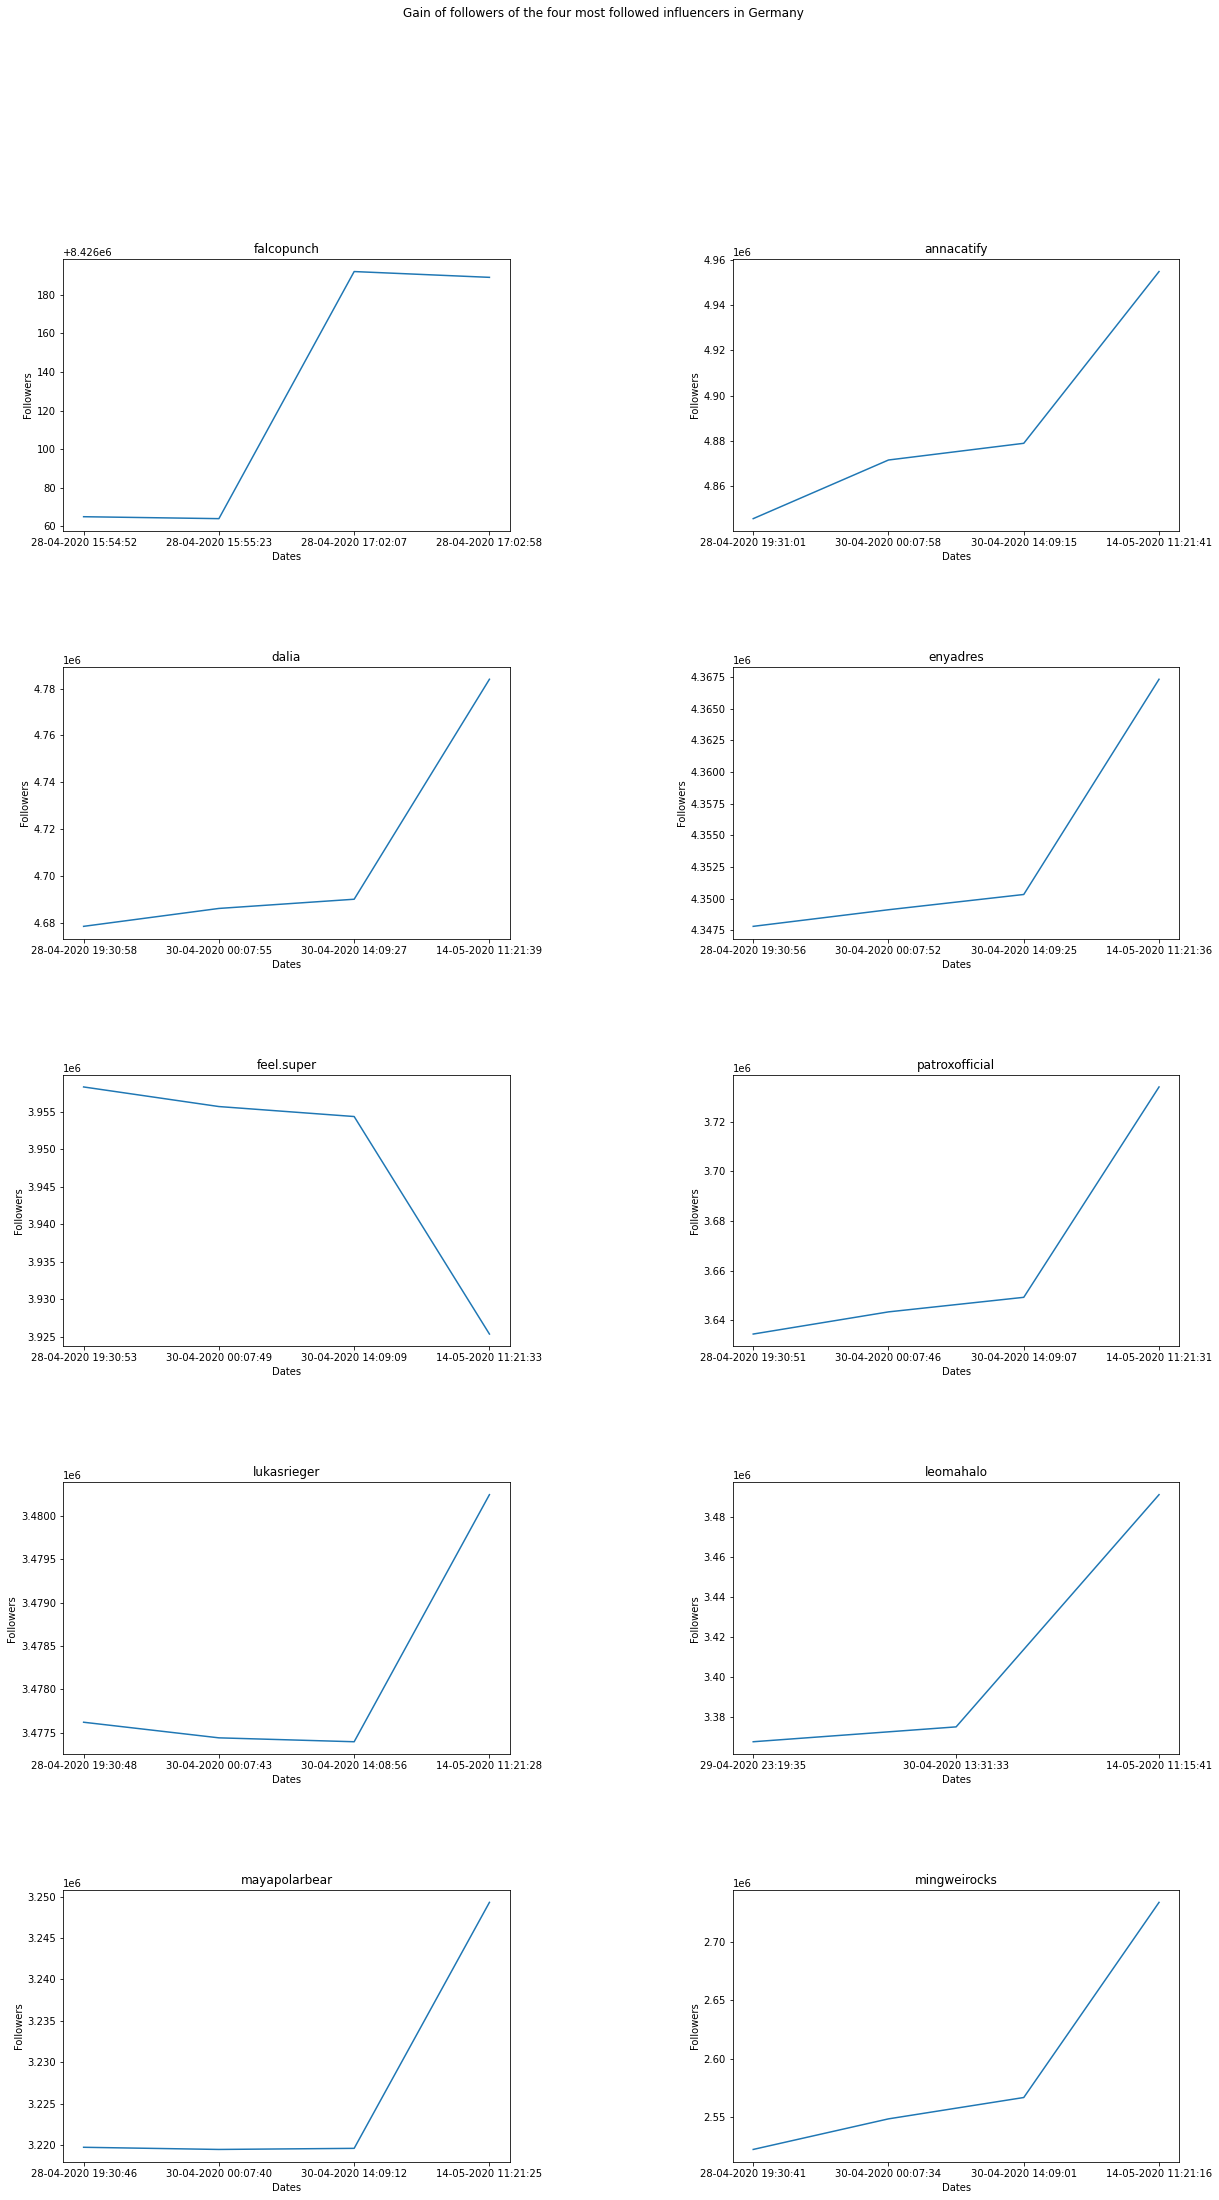 Gain of followers of the four most followed influencers in Germany
falcopunch
+8.426e6
180
160
140
120
100
80
60
Followers
28-04-2020 15:54:52 28-04-2020 15:55:23 28-04-2020 17:02:07 28-04-2020 17:02:58
Dates
annacatify
1e6
4.96
4.94
4.92
4.90
4.88
4.86
Followers
28-04-2020 19:31:01 30-04-2020 00:07:58 30-04-2020 14:09:15 14-05-2020 11:21:41
Dates
dalia
1e6
4.78
4.76
4.74
4.72
4.70
4.68
Followers
28-04-2020 19:30:58 30-04-2020 00:07:55 30-04-2020 14:09:27 14-05-2020 11:21:39
Dates
enyadres
1e6
4.3675
4.3650
4.3625
4.3600
4.3575
4.3550
4.3525
4.3500
4.3475
Followers
28-04-2020 19:30:56 30-04-2020 00:07:52 30-04-2020 14:09:25 14-05-2020 11:21:36
Dates
feel.super
1e6
3.955
3.950
3.945
3.940
3.935
3.930
3.925
Followers
28-04-2020 19:30:53 30-04-2020 00:07:49 30-04-2020 14:09:09 14-05-2020 11:21:33
Dates
patroxofficial
1e6
3.72
3.70
3.68
3.66
3.64
Followers
28-04-2020 19:30:51 30-04-2020 00:07:46 30-04-2020 14:09:07 14-05-2020 11:21:31
Dates
lukasrieger
1e6
3.4800
3.4795
3.4790
3.4785
3.4780
3.4775
Followers
28-04-2020 19:30:48 30-04-2020 00:07:43 30-04-2020 14:08:56 14-05-2020 11:21:28
Dates
leomahalo
1e6
3.48
3.46
3.44
3.42
3.40
3.38
Followers
29-04-2020 23:19:35 30-04-2020 13:31:33 14-05-2020 11:15:41
Dates
mayapolarbear
1e6
3.250
3.245
3.240
3.235
3.230
3.225
3.220
Followers
28-04-2020 19:30:46 30-04-2020 00:07:40 30-04-2020 14:09:12 14-05-2020 11:21:25
Dates
mingweirocks
1e6
2.70
2.65
2.60
2.55
Followers
28-04-2020 19:30:41 30-04-2020 00:07:34 30-04-2020 14:09:01 14-05-2020 11:21:16
Dates